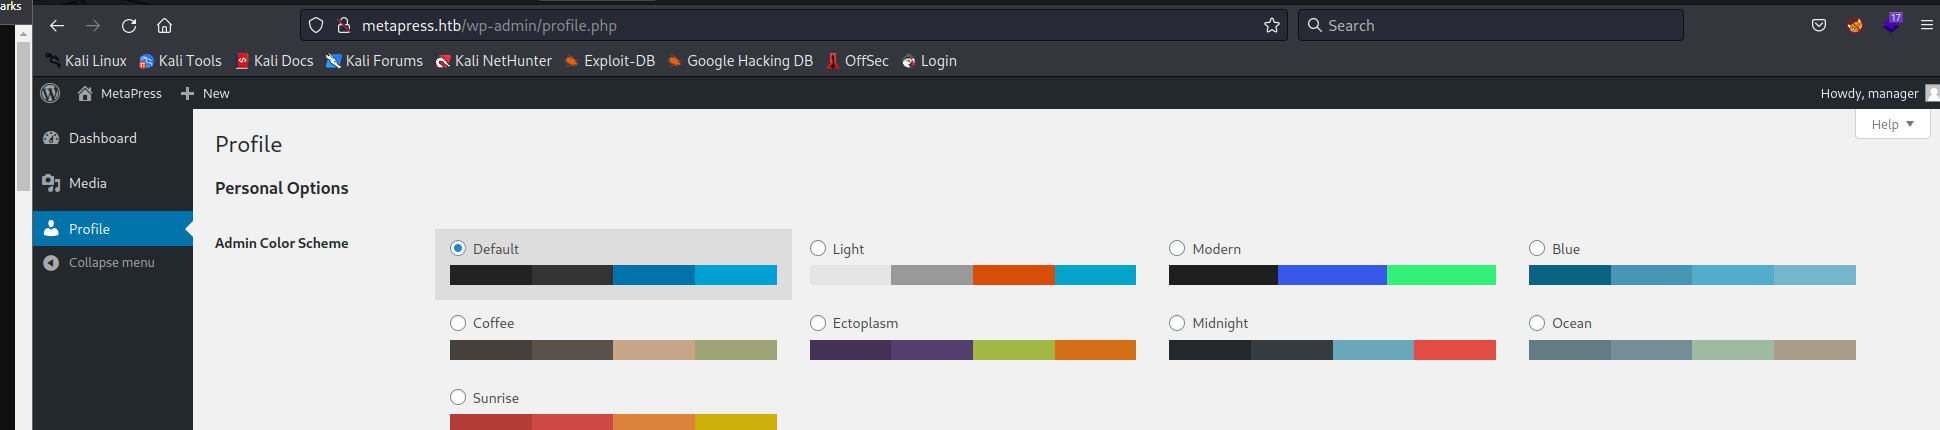 arks
metapress.htb/wp-admin/profile.php
Search
17
Kali Linux Kali Tools Kali Docs Kali Forums Kali NetHunter Exploit-DB Google Hacking DB OffSec Login
MetaPress New Howdy, manager
Help
Dashboard
Media
Profile
Collapse menu
Profile
Personal Options
Admin Color Scheme
Default Light Modern Blue
Coffee Ectoplasm Midnight Ocean
Sunrise